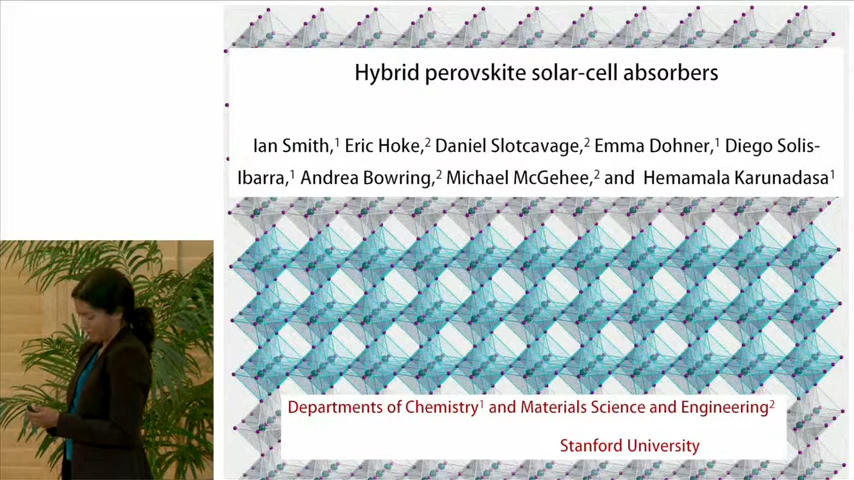 Hybrid perovskite solar-cell absorbers
Ian Smith,¹ Eric Hoke,² Daniel Slotcavage,² Emma Dohner,¹ Diego Solis-
Ibarra,¹ Andrea Bowring,² Michael McGehee,² and Hemamala Karunadasa¹
Departments of Chemistry¹ and Materials Science and Engineering²
Stanford University